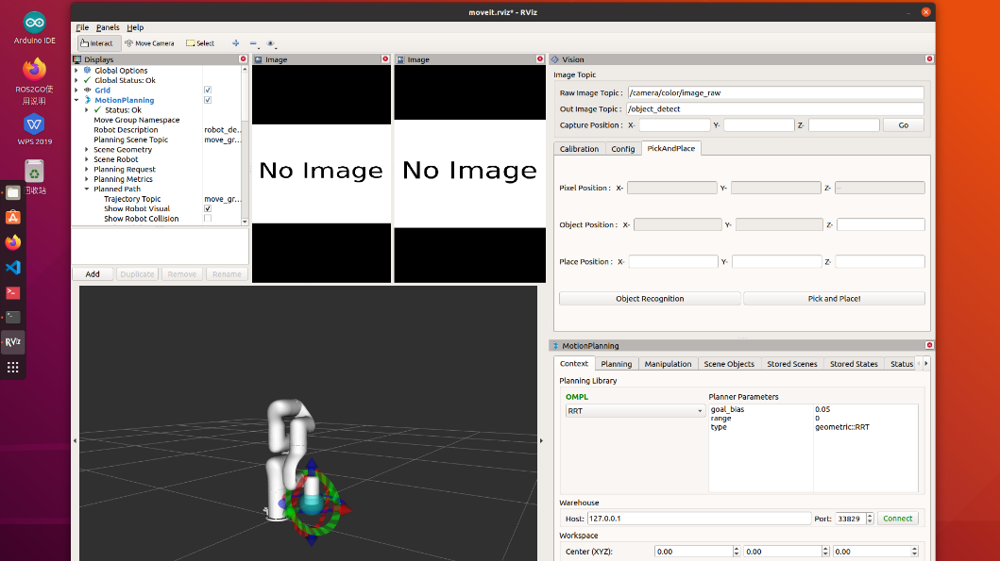 moveit.rviz* - RViz
Arduino IDE
ROS2GO使
用说明
WPS 2019
回收站
RViz
File Panels Help
Interact Move Camera Select
Displays
Global Options
Global Status: Ok
Grid
MotionPlanning
Status: Ok
Move Group Namespace
Robot Description robot_de...
Planning Scene Topic move_gr...
Scene Geometry
Scene Robot
Planning Request
Planning Metrics
Planned Path
Trajectory Topic move_gr...
Show Robot Visual
Show Robot Collision
Add Duplicate Remove Rename
Image
No Image
Image
No Image
Vision
Image Topic
Raw Image Topic : /camera/color/image_raw
Out Image Topic : /object_detect
Capture Position : X- Y- Z- Go
Calibration Config PickAndPlace
Pixel Position : X- Y- Z- --
Object Position : X- Y- Z-
Place Position : X- Y- Z-
Object Recognition Pick and Place!
MotionPlanning
Context Planning Manipulation Scene Objects Stored Scenes Stored States Status
Planning Library
OMPL
RRT
Planner Parameters
goal_bias 0.05
range 0
type geometric::RRT
Warehouse
Host: 127.0.0.1 Port: 33829 Connect
Workspace
Center (XYZ): 0.00 0.00 0.00